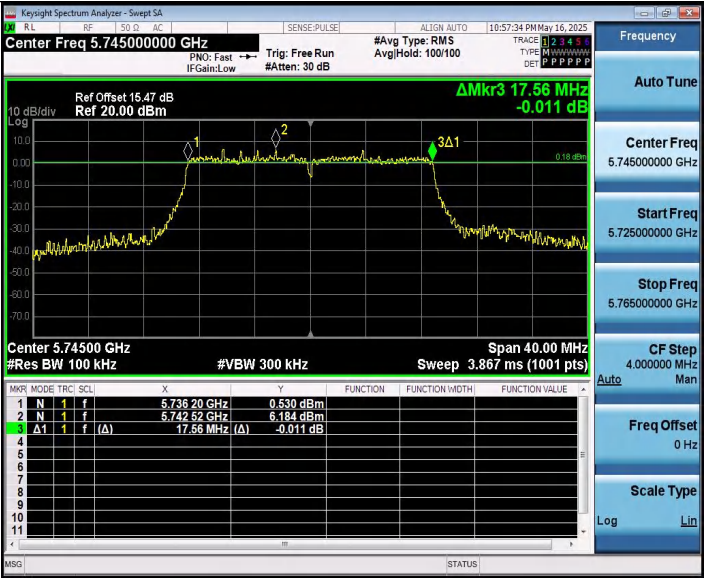 Keysight Spectrum Analyzer - Swept SA
RL RF 50 Ω AC SENSE:PULSE ALIGN AUTO 10:57:34 PM May 16, 2025
Center Freq 5.745000000 GHz
PNO: Fast
IFGain:Low
Trig: Free Run
#Atten: 30 dB
#Avg Type: RMS
Avg|Hold: 100/100
TRACE 1 2 3 4 5 6
TYPE M W W W W W
DET P P P P P P
ΔMkr3 17.56 MHz
-0.011 dB
Ref Offset 15.47 dB
10 dB/div Ref 20.00 dBm
Log
10.0
0.00
-10.0
-20.0
-30.0
-40.0
-50.0
-60.0
-70.0
1
2
3Δ1
0.18 dBm
Center 5.74500 GHz Span 40.00 MHz
#Res BW 100 kHz #VBW 300 kHz Sweep 3.867 ms (1001 pts)
MKR MODE TRC SCL X Y FUNCTION FUNCTION WIDTH FUNCTION VALUE
1 N 1 f 5.736 20 GHz 0.530 dBm
2 N 1 f 5.742 52 GHz 6.184 dBm
3 Δ1 1 f (Δ) 17.56 MHz (Δ) -0.011 dB
4
5
6
7
8
9
10
11
MSG STATUS
Frequency
Auto Tune
Center Freq
5.745000000 GHz
Start Freq
5.725000000 GHz
Stop Freq
5.765000000 GHz
CF Step
4.000000 MHz
Auto Man
Freq Offset
0 Hz
Scale Type
Log Lin